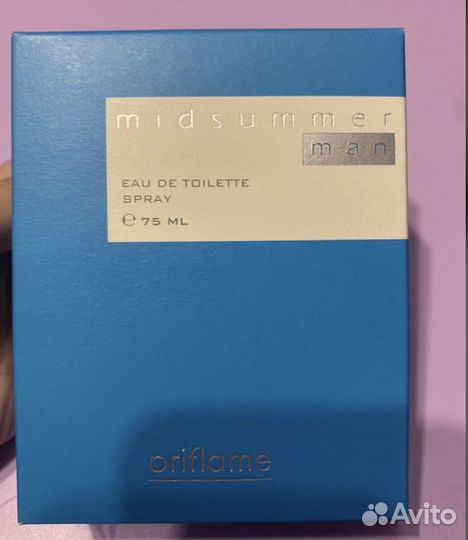 midsummer
man
EAU DE TOILETTE
SPRAY
℮ 75 ML
oriflame
Avito